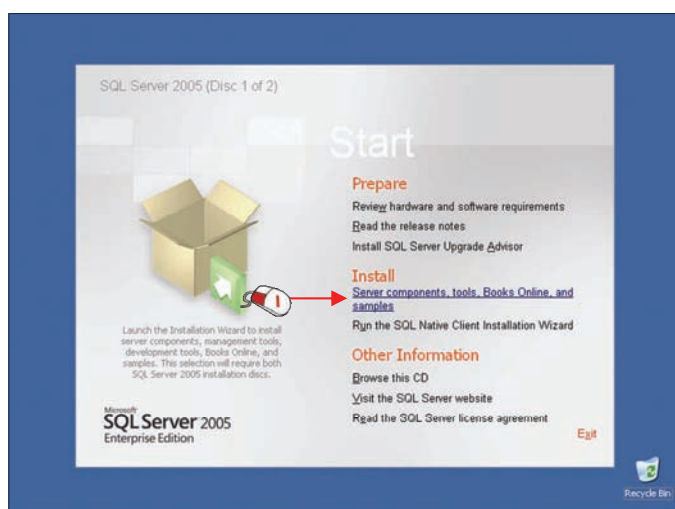 SQL Server 2005 (Disc 1 of 2)
Start
Prepare
Review hardware and software requirements
Read the release notes
Install SQL Server Upgrade Advisor
Install
Server components, tools, Books Online, and
samples
Run the SQL Native Client Installation Wizard
Other Information
Browse this CD
Visit the SQL Server website
Read the SQL Server license agreement
Exit
1
Launch the Installation Wizard to install
server components, management tools,
development tools, Books Online, and
samples. This selection will require both
SQL Server 2005 installation discs.
Microsoft
SQL Server 2005
Enterprise Edition
Recycle Bin